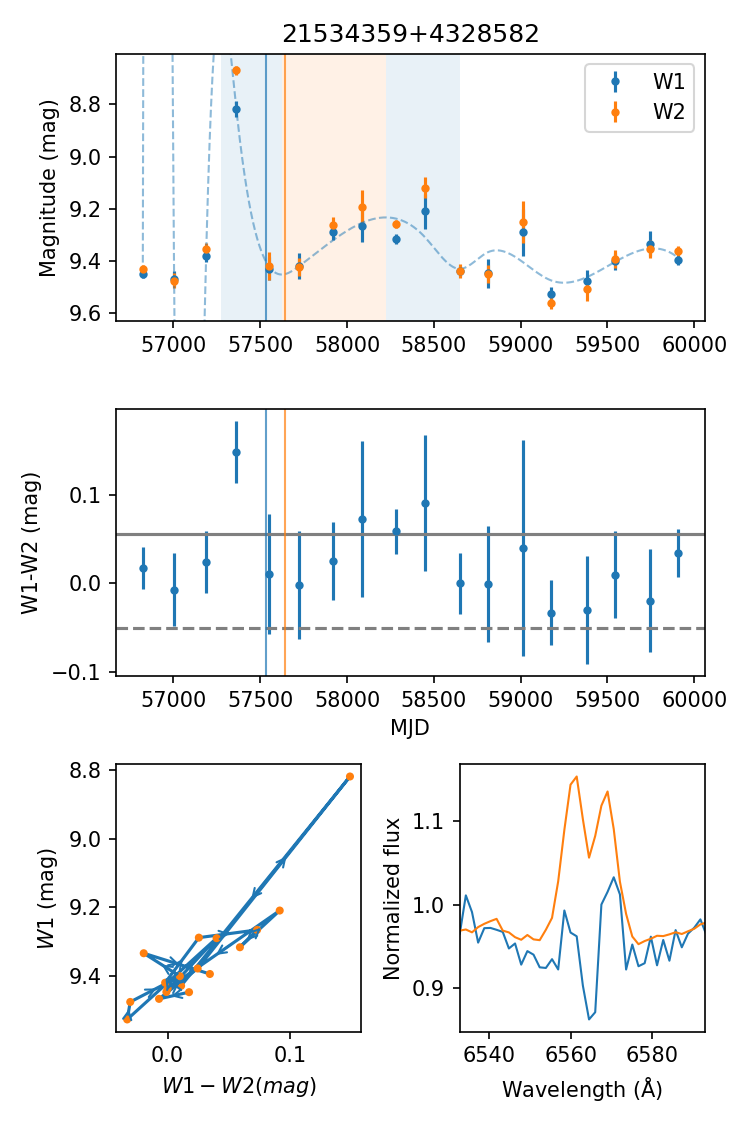 21534359+4328582
Magnitude (mag)
8.8
9.0
9.2
9.4
9.6
W1
W2
57000 57500 58000 58500 59000 59500 60000
W1-W2 (mag)
0.1
0.0
−0.1
57000 57500 58000 58500 59000 59500 60000
MJD
W1 (mag)
8.8
9.0
9.2
9.4
0.0 0.1
W1 − W2(mag)
Normalized flux
1.1
1.0
0.9
6540 6560 6580
Wavelength (Å)